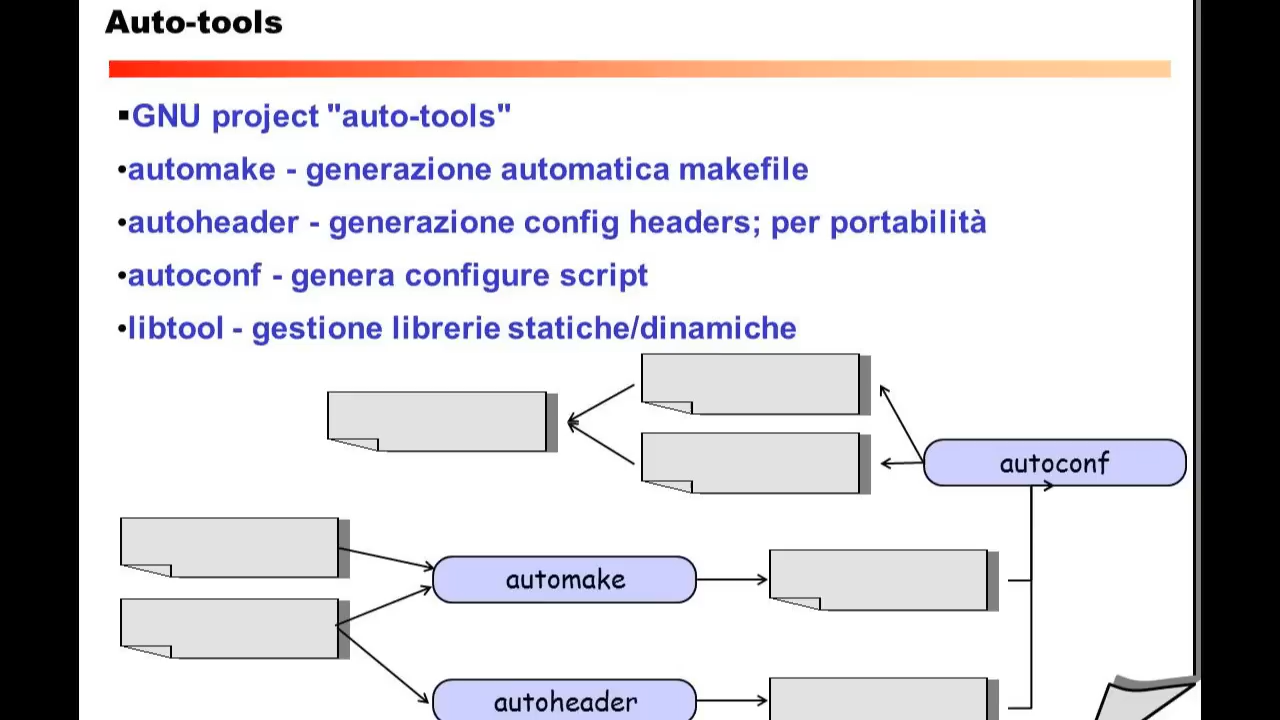 Auto-tools
▪GNU project "auto-tools"
•automake - generazione automatica makefile
•autoheader - generazione config headers; per portabilità
•autoconf - genera configure script
•libtool - gestione librerie statiche/dinamiche
autoconf
automake
autoheader